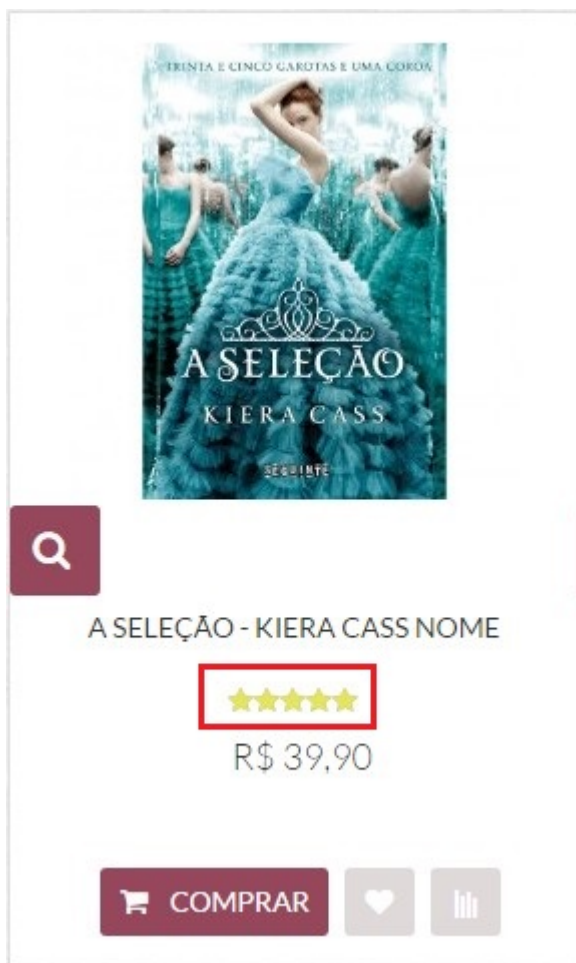 TRINTA E CINCO GAROTAS E UMA COROA
A SELEÇÃO
KIERA CASS
SEGUINTE
A SELEÇÃO - KIERA CASS NOME
R$ 39,90
COMPRAR